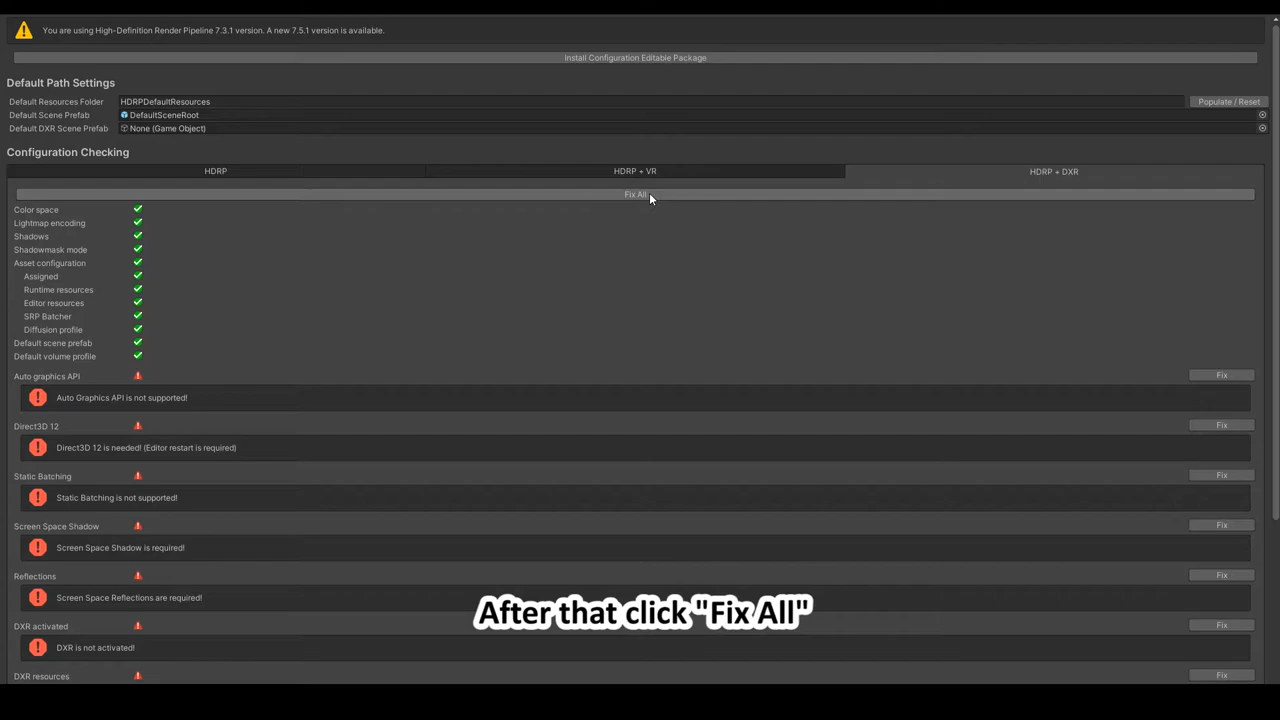 You are using High-Definition Render Pipeline 7.3.1 version. A new 7.5.1 version is available.
Install Configuration Editable Package
Default Path Settings
Default Resources Folder HDRPDefaultResources Populate / Reset
Default Scene Prefab DefaultSceneRoot
Default DXR Scene Prefab None (Game Object)
Configuration Checking
HDRP HDRP + VR HDRP + DXR
Fix All
Color space
Lightmap encoding
Shadows
Shadowmask mode
Asset configuration
Assigned
Runtime resources
Editor resources
SRP Batcher
Diffusion profile
Default scene prefab
Default volume profile
Auto graphics API Fix
Auto Graphics API is not supported!
Direct3D 12 Fix
Direct3D 12 is needed! (Editor restart is required)
Static Batching Fix
Static Batching is not supported!
Screen Space Shadow Fix
Screen Space Shadow is required!
Reflections Fix
Screen Space Reflections are required!
After that click "Fix All"
DXR activated Fix
DXR is not activated!
DXR resources Fix